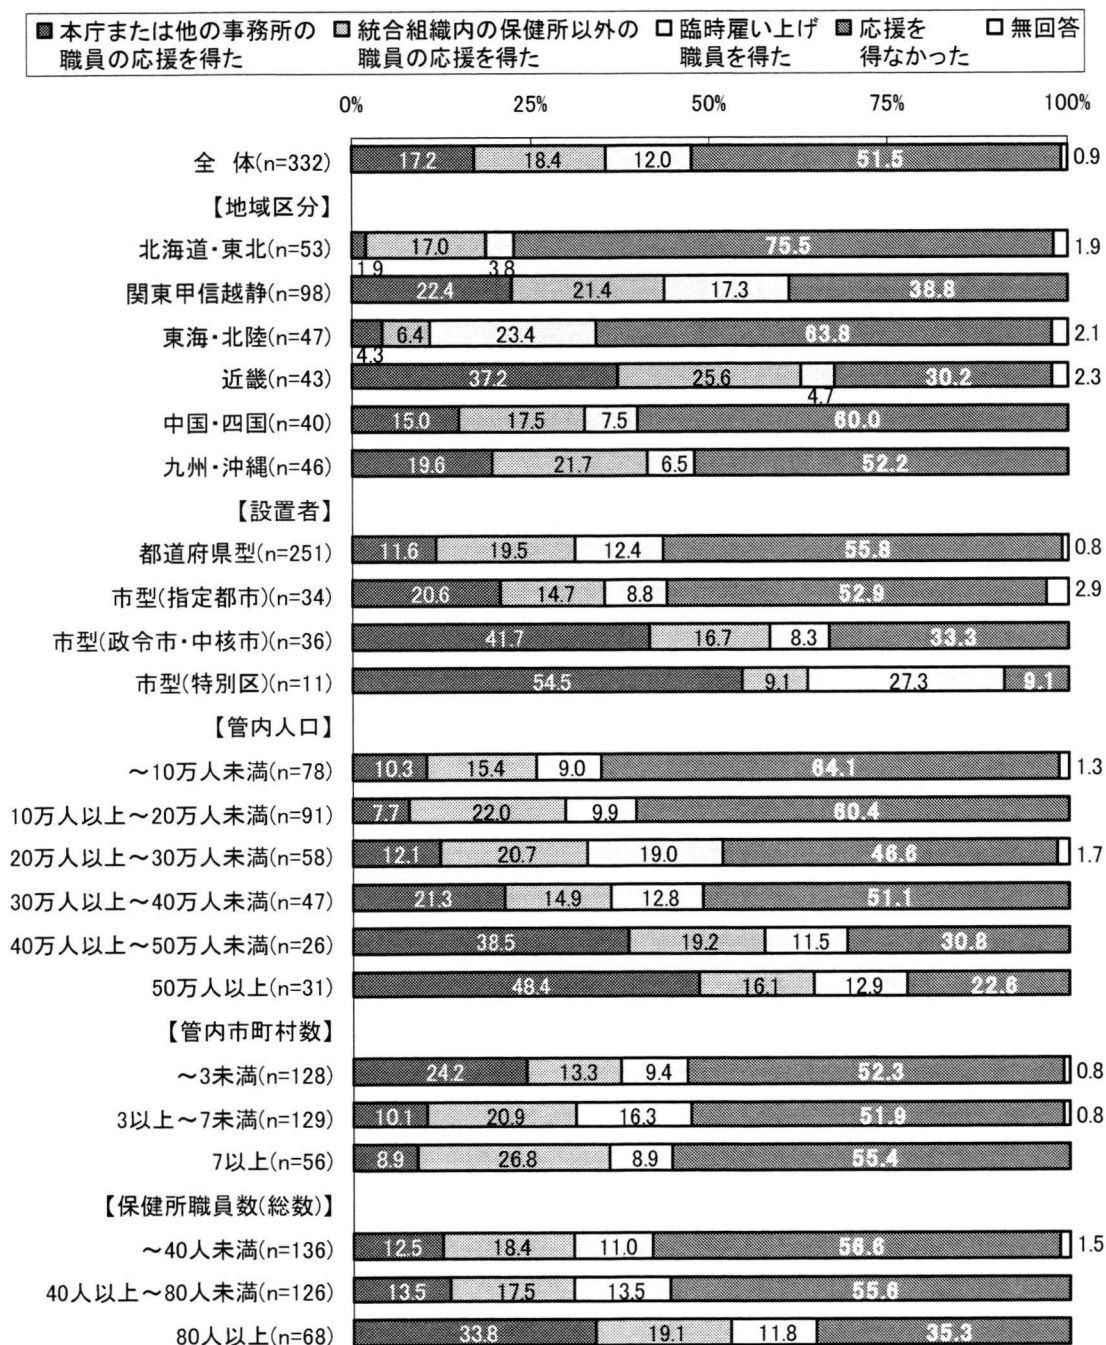 ■ 本庁または他の事務所の職員の応援を得た □ 統合組織内の保健所以外の職員の応援を得た □ 臨時雇い上げ職員を得た ■ 応援を得なかった □ 無回答
0% 25% 50% 75% 100%
全 体(n=332) 17.2 18.4 12.0 51.5 0.9
【地域区分】
北海道・東北(n=53) 1.9 17.0 3.8 75.5 1.9
関東甲信越静(n=98) 22.4 21.4 17.3 38.8
東海・北陸(n=47) 4.3 6.4 23.4 63.8 2.1
近畿(n=43) 37.2 25.6 4.7 30.2 2.3
中国・四国(n=40) 15.0 17.5 7.5 60.0
九州・沖縄(n=46) 19.6 21.7 6.5 52.2
【設置者】
都道府県型(n=251) 11.6 19.5 12.4 55.8 0.8
市型(指定都市)(n=34) 20.6 14.7 8.8 52.9 2.9
市型(政令市・中核市)(n=36) 41.7 16.7 8.3 33.3
市型(特別区)(n=11) 54.5 9.1 27.3 9.1
【管内人口】
～10万人未満(n=78) 10.3 15.4 9.0 64.1 1.3
10万人以上～20万人未満(n=91) 7.7 22.0 9.9 60.4
20万人以上～30万人未満(n=58) 12.1 20.7 19.0 46.6 1.7
30万人以上～40万人未満(n=47) 21.3 14.9 12.8 51.1
40万人以上～50万人未満(n=26) 38.5 19.2 11.5 30.8
50万人以上(n=31) 48.4 16.1 12.9 22.6
【管内市町村数】
～3未満(n=128) 24.2 13.3 9.4 52.3 0.8
3以上～7未満(n=129) 10.1 20.9 16.3 51.9 0.8
7以上(n=56) 8.9 26.8 8.9 55.4
【保健所職員数(総数)】
～40人未満(n=136) 12.5 18.4 11.0 56.6 1.5
40人以上～80人未満(n=126) 13.5 17.5 13.5 55.6
80人以上(n=68) 33.8 19.1 11.8 35.3